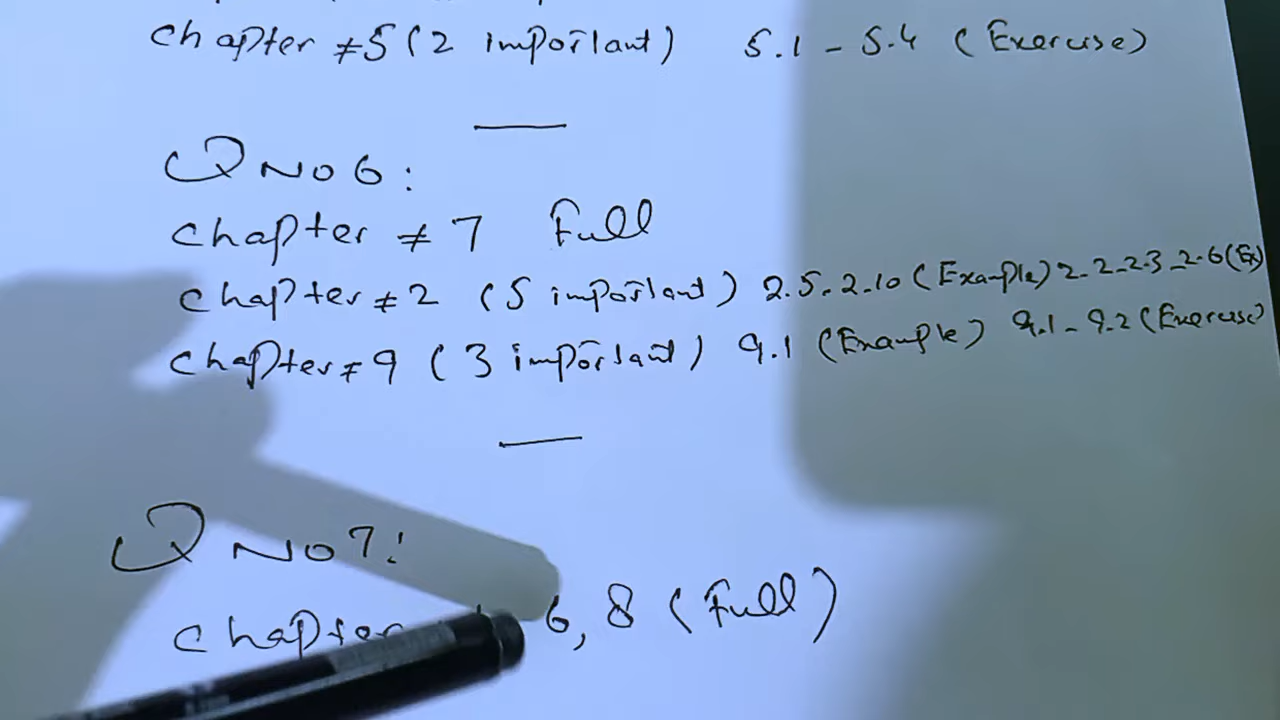 Chapter #5 (2 important) 5.1 - 5.4 (Exercise)
Q No 6:
Chapter # 7 Full
Chapter #2 (5 important) 2.5 - 2.10 (Example) 2.2-2.3-2.6 (Ex)
Chapter #9 (3 important) 9.1 (Example) 9.1 - 9.2 (Exercise)
Q No 7:
Chapter 6, 8 (Full)